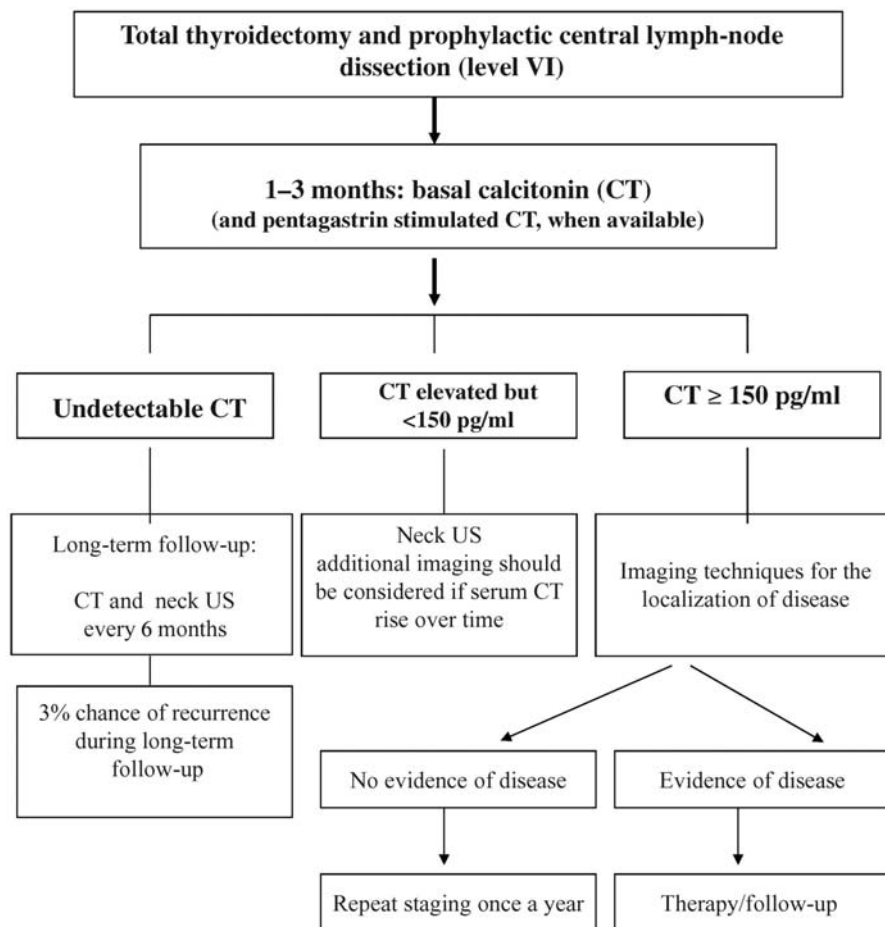 Total thyroidectomy and prophylactic central lymph-node
dissection (level VI)
1–3 months: basal calcitonin (CT)
(and pentagastrin stimulated CT, when available)
Undetectable CT
CT elevated but
<150 pg/ml
CT ≥ 150 pg/ml
Long-term follow-up:
CT and neck US
every 6 months
Neck US
additional imaging should
be considered if serum CT
rise over time
Imaging techniques for the
localization of disease
3% chance of recurrence
during long-term
follow-up
No evidence of disease
Evidence of disease
Repeat staging once a year
Therapy/follow-up